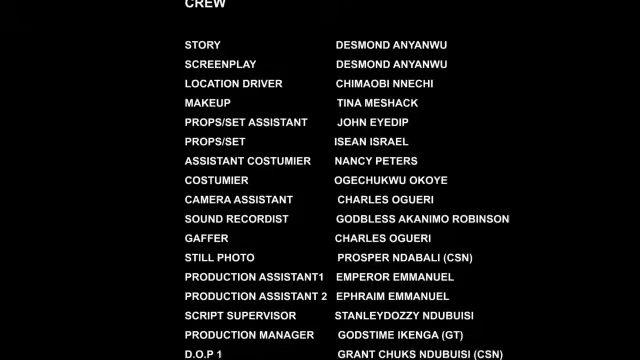 CREW
STORY DESMOND ANYANWU
SCREENPLAY DESMOND ANYANWU
LOCATION DRIVER CHIMAOBI NNECHI
MAKEUP TINA MESHACK
PROPS/SET ASSISTANT JOHN EYEDIP
PROPS/SET ISEAN ISRAEL
ASSISTANT COSTUMIER NANCY PETERS
COSTUMIER OGECHUKWU OKOYE
CAMERA ASSISTANT CHARLES OGUERI
SOUND RECORDIST GODBLESS AKANIMO ROBINSON
GAFFER CHARLES OGUERI
STILL PHOTO PROSPER NDABALI (CSN)
PRODUCTION ASSISTANT1 EMPEROR EMMANUEL
PRODUCTION ASSISTANT 2 EPHRAIM EMMANUEL
SCRIPT SUPERVISOR STANLEYDOZZY NDUBUISI
PRODUCTION MANAGER GODSTIME IKENGA (GT)
D.O.P 1 GRANT CHUKS NDUBUISI (CSN)